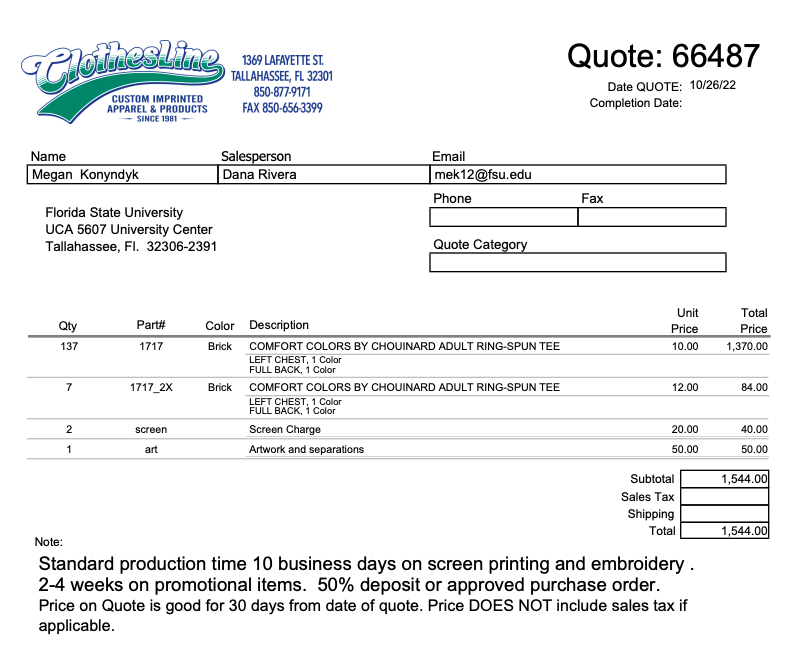 ClothesLine
CUSTOM IMPRINTED
APPAREL & PRODUCTS
SINCE 1981
1369 LAFAYETTE ST.
TALLAHASSEE, FL 32301
850-877-9171
FAX 850-656-3399
Quote: 66487
Date QUOTE: 10/26/22
Completion Date:
Name Salesperson Email
Megan Konyndyk Dana Rivera mek12@fsu.edu
Phone Fax
Florida State University
UCA 5607 University Center
Tallahassee, Fl. 32306-2391
Quote Category
Qty Part# Color Description Unit Price Total Price
137 1717 Brick COMFORT COLORS BY CHOUINARD ADULT RING-SPUN TEE 10.00 1,370.00
LEFT CHEST, 1 Color
FULL BACK, 1 Color
7 1717_2X Brick COMFORT COLORS BY CHOUINARD ADULT RING-SPUN TEE 12.00 84.00
LEFT CHEST, 1 Color
FULL BACK, 1 Color
2 screen Screen Charge 20.00 40.00
1 art Artwork and separations 50.00 50.00
Subtotal 1,544.00
Sales Tax
Shipping
Total 1,544.00
Note:
Standard production time 10 business days on screen printing and embroidery .
2-4 weeks on promotional items. 50% deposit or approved purchase order.
Price on Quote is good for 30 days from date of quote. Price DOES NOT include sales tax if
applicable.